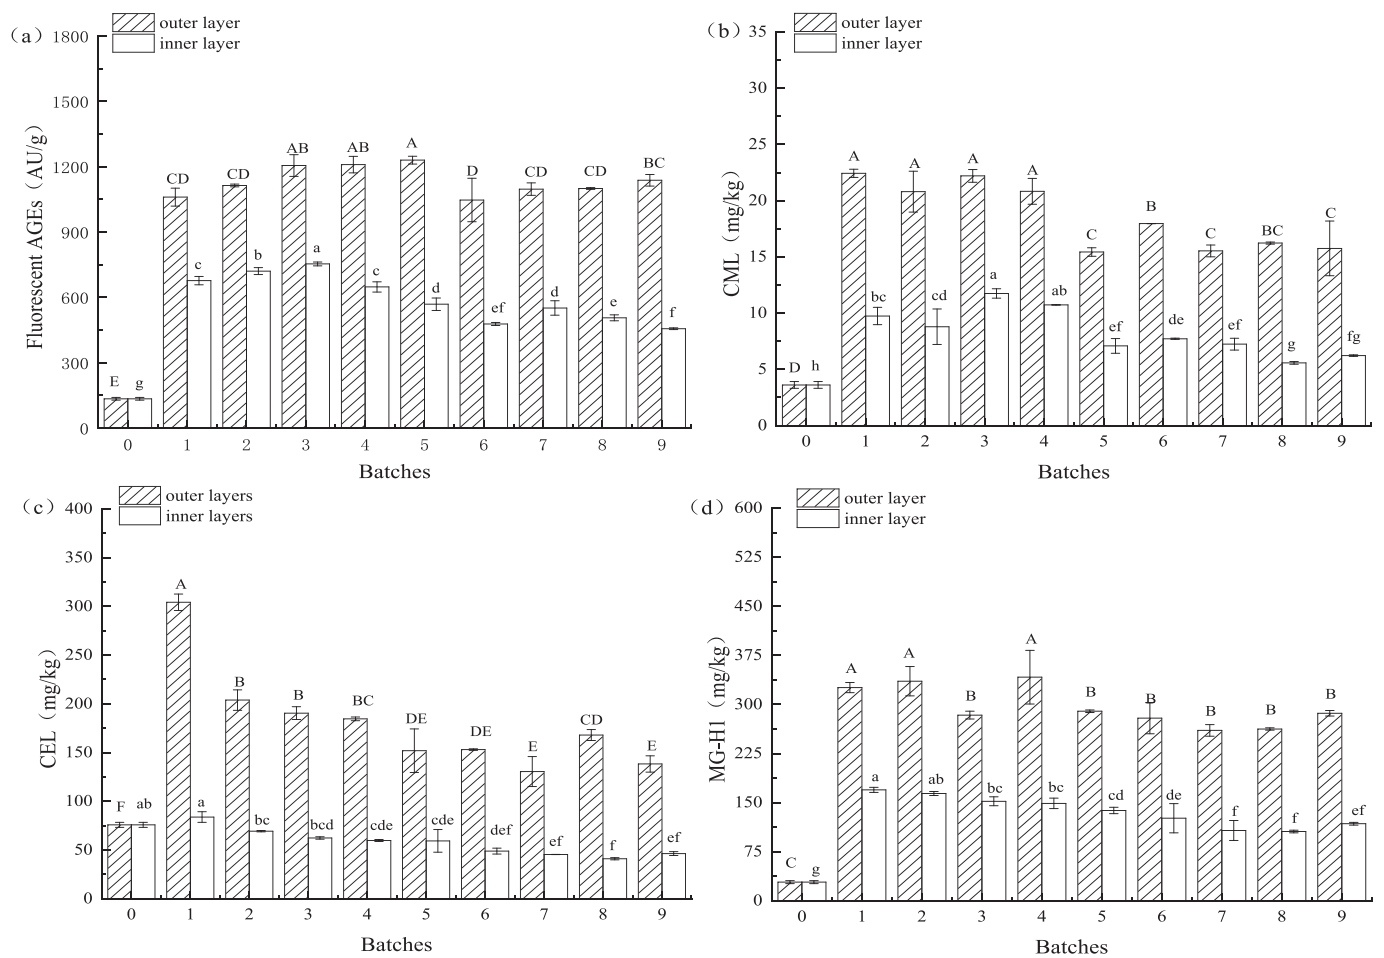 (a)
outer layer
inner layer
Fluorescent AGEs (AU/g)
1800
1500
1200
900
600
300
0
E g CD c CD b AB a AB c A d D ef CD d CD e BC f
0 1 2 3 4 5 6 7 8 9
Batches
(b)
outer layer
inner layer
CML (mg/kg)
35
30
25
20
15
10
5
0
D h A bc A cd A a A ab C ef B de C ef BC g C fg
0 1 2 3 4 5 6 7 8 9
Batches
(c)
outer layers
inner layers
CEL (mg/kg)
400
350
300
250
200
150
100
50
0
F ab A a B bc B bcd BC cde DE cde DE def E ef CD f E ef
0 1 2 3 4 5 6 7 8 9
Batches
(d)
outer layer
inner layer
MG-H1 (mg/kg)
600
525
450
375
300
225
150
75
0
C g A a A ab B bc A bc B cd B de B f B f B ef
0 1 2 3 4 5 6 7 8 9
Batches